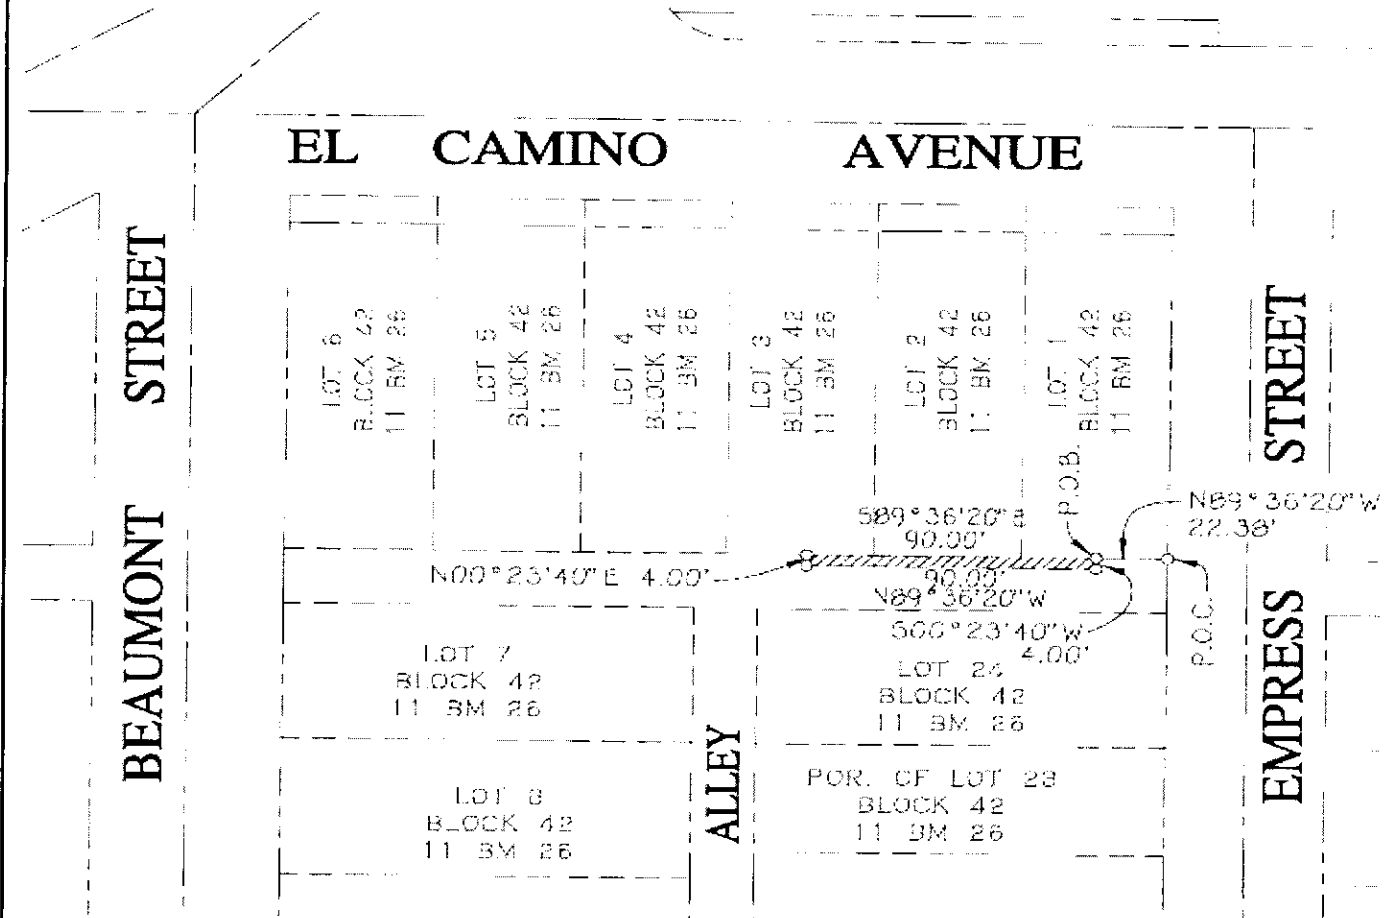 EL CAMINO AVENUE
BEAUMONT STREET
EMPRESS STREET
ALLEY
LOT 6
BLOCK 42
11 BM 26
LOT 5
BLOCK 42
11 BM 26
LOT 4
BLOCK 42
11 BM 26
LOT 3
BLOCK 42
11 BM 26
LOT 2
BLOCK 42
11 BM 26
LOT 1
BLOCK 42
11 BM 26
P.O.B.
N89°36'20"W
22.38'
S89°36'20"E
90.00'
N00°23'40"E 4.00'
90.00'
N89°36'20"W
S00°23'40"W
4.00'
P.O.C.
LOT 7
BLOCK 42
11 BM 26
LOT 24
BLOCK 42
11 BM 26
LOT 8
BLOCK 42
11 BM 26
POR. OF LOT 23
BLOCK 42
11 BM 26